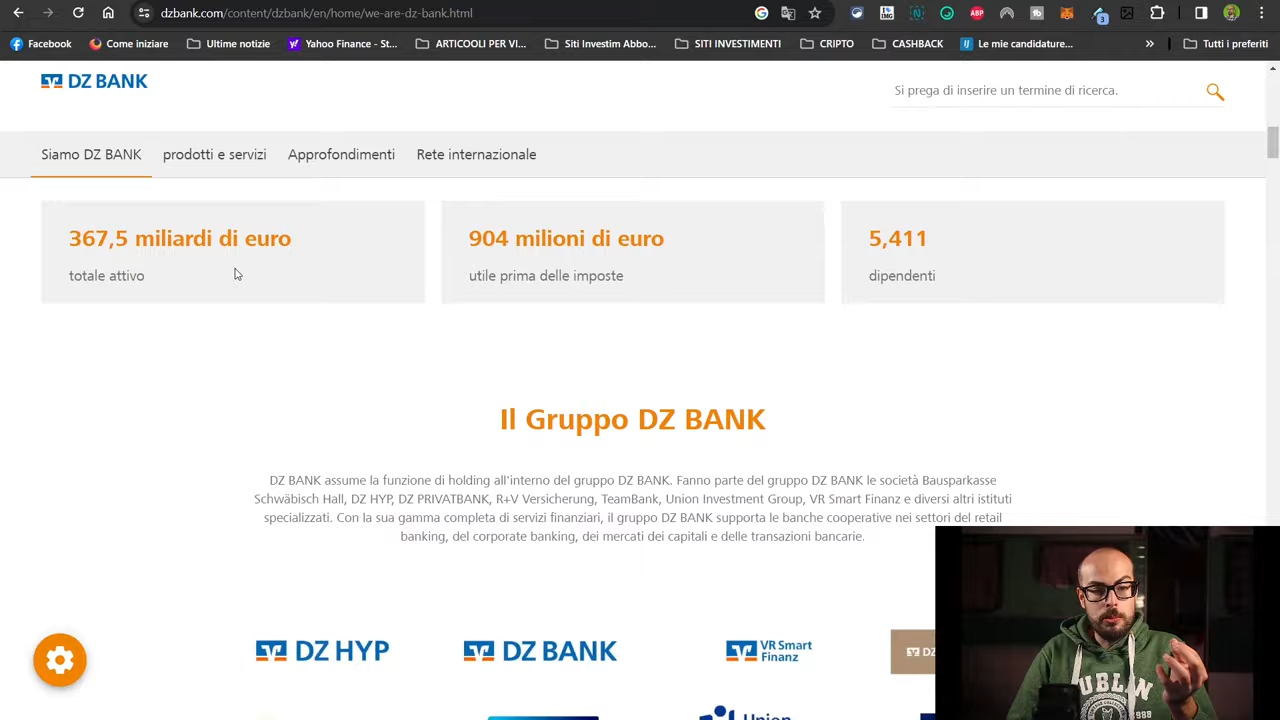 dzbank.com/content/dzbank/en/home/we-are-dz-bank.html
Facebook
Come iniziare
Ultime notizie
Yahoo Finance - St...
ARTICOOLI PER VI...
Siti Investim Abbo...
SITI INVESTIMENTI
CRIPTO
CASHBACK
Le mie candidature...
Tutti i preferiti
DZ BANK
Si prega di inserire un termine di ricerca.
Siamo DZ BANK
prodotti e servizi
Approfondimenti
Rete internazionale
367,5 miliardi di euro
totale attivo
904 milioni di euro
utile prima delle imposte
5,411
dipendenti
Il Gruppo DZ BANK
DZ BANK assume la funzione di holding all'interno del gruppo DZ BANK. Fanno parte del gruppo DZ BANK le società Bausparkasse
Schwäbisch Hall, DZ HYP, DZ PRIVATBANK, R+V Versicherung, TeamBank, Union Investment Group, VR Smart Finanz e diversi altri istituti
specializzati. Con la sua gamma completa di servizi finanziari, il gruppo DZ BANK supporta le banche cooperative nei settori del retail
banking, del corporate banking, dei mercati dei capitali e delle transazioni bancarie.
DZ HYP
DZ BANK
VR Smart
Finanz
DZ
Union
UBLIN
1988